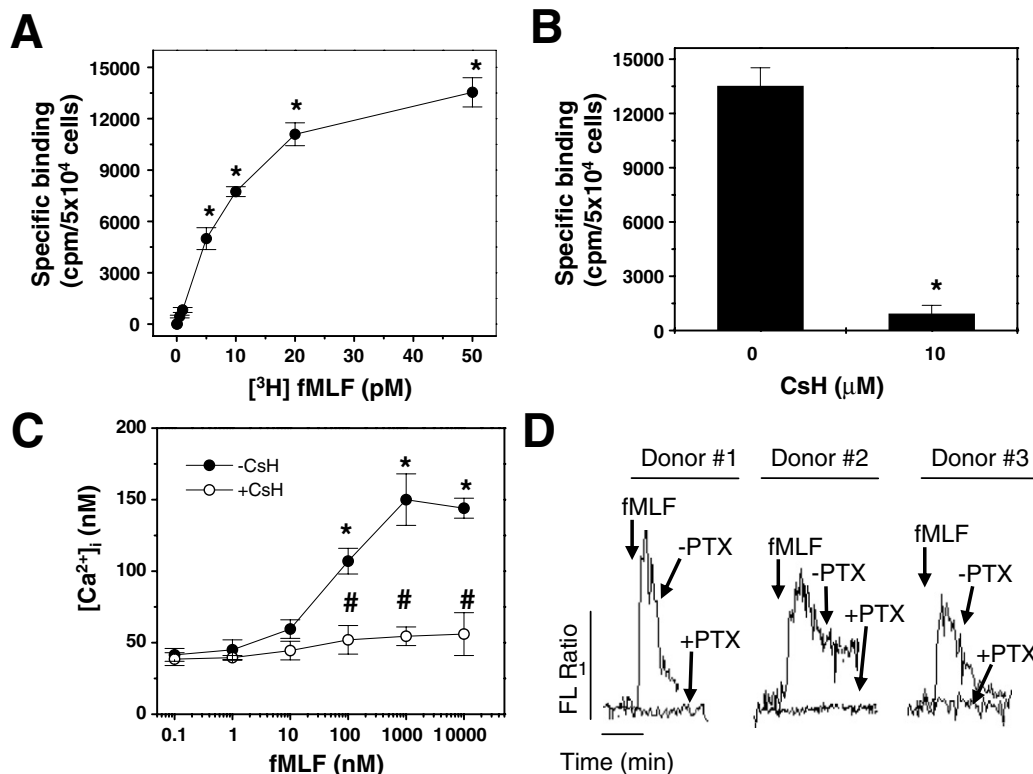 A
Specific binding
(cpm/5x10⁴ cells)
15000
12000
9000
6000
3000
0
*
*
*
*
0
10
20
30
40
50
[³H] fMLF (pM)
B
Specific binding
(cpm/5x10⁴ cells)
15000
12000
9000
6000
3000
0
*
0
10
CsH (μM)
C
[Ca²⁺]ᵢ (nM)
200
150
100
50
0
-CsH
+CsH
*
*
*
#
#
#
0.1
1
10
100
1000
10000
fMLF (nM)
D
Donor #1
Donor #2
Donor #3
fMLF
-PTX
+PTX
fMLF
-PTX
+PTX
fMLF
-PTX
+PTX
FL Ratio
1
Time (min)